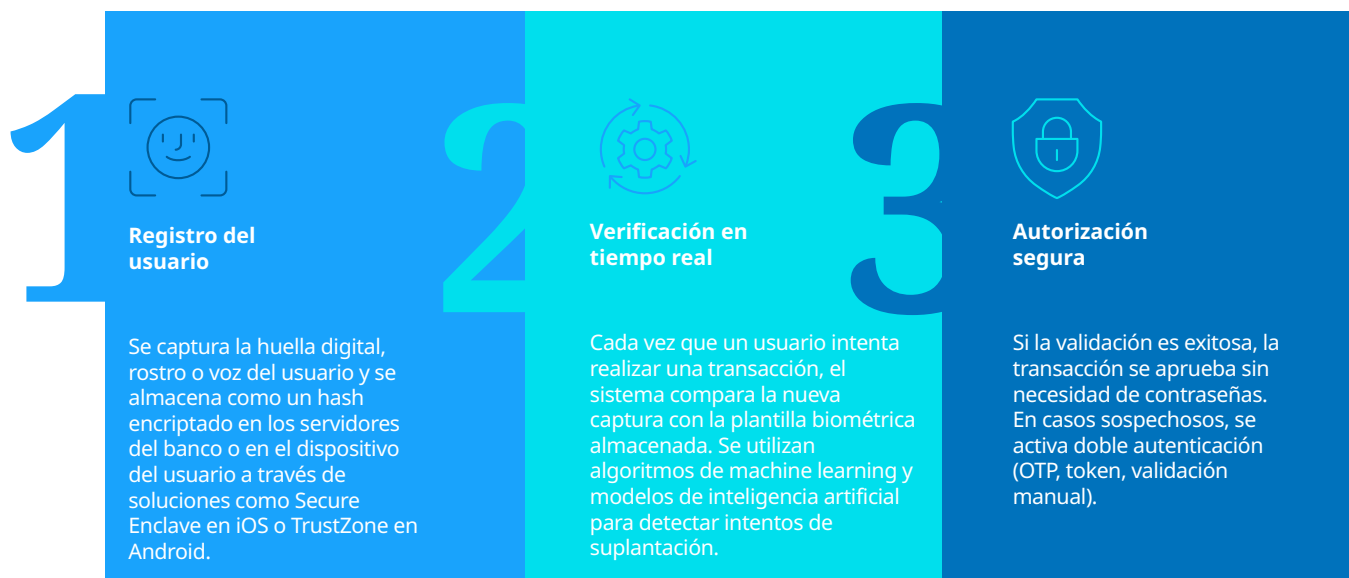 1
Registro del
usuario
Se captura la huella digital,
rostro o voz del usuario y se
almacena como un hash
encriptado en los servidores
del banco o en el dispositivo
del usuario a través de
soluciones como Secure
Enclave en iOS o TrustZone en
Android.
2
Verificación en
tiempo real
Cada vez que un usuario intenta
realizar una transacción, el
sistema compara la nueva
captura con la plantilla biométrica
almacenada. Se utilizan
algoritmos de machine learning y
modelos de inteligencia artificial
para detectar intentos de
suplantación.
3
Autorización
segura
Si la validación es exitosa, la
transacción se aprueba sin
necesidad de contraseñas.
En casos sospechosos, se
activa doble autenticación
(OTP, token, validación
manual).